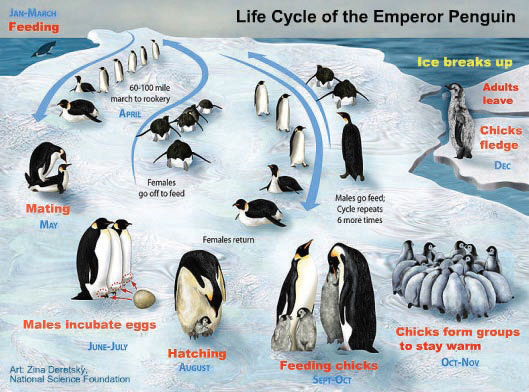 Life Cycle of the Emperor Penguin
JAN-MARCH
Feeding
60-100 mile
march to rookery
APRIL
Females
go off to feed
Mating
MAY
Males incubate eggs
JUNE-JULY
Females return
Hatching
AUGUST
Males go feed;
Cycle repeats
6 more times
Feeding chicks
SEPT-OCT
Chicks form groups
to stay warm
OCT-NOV
Ice breaks up
Adults
leave
Chicks
fledge
DEC
Art: Zina Deretsky,
National Science Foundation